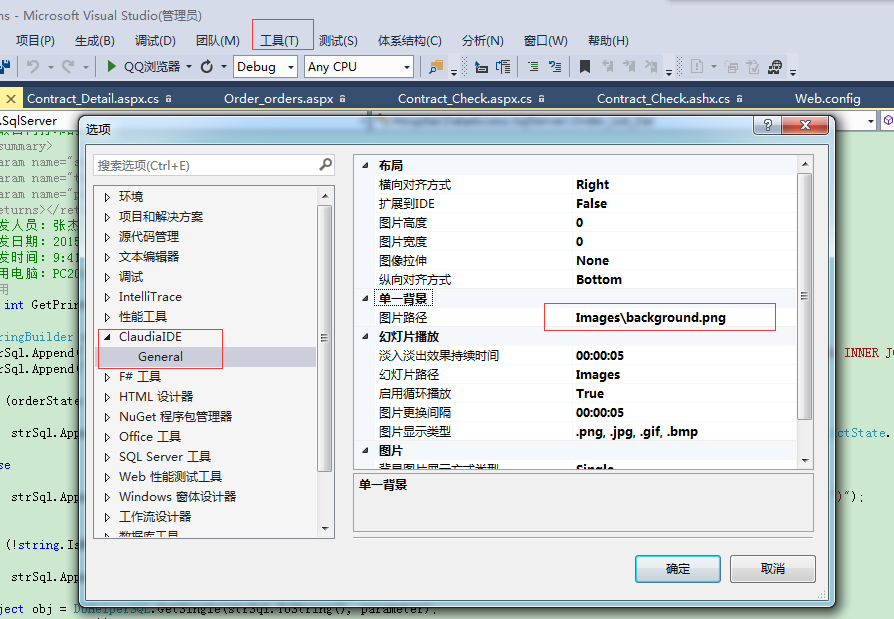 ns - Microsoft Visual Studio(管理员)
项目(P) 生成(B) 调试(D) 团队(M) 工具(T) 测试(S) 体系结构(C) 分析(N) 窗口(W) 帮助(H)
QQ浏览器 Debug Any CPU
Contract_Detail.aspx.cs Order_orders.aspx Contract_Check.aspx.cs Contract_Check.ashx.cs Web.config
.SqlServer
选项
搜索选项(Ctrl+E)
环境
项目和解决方案
源代码管理
文本编辑器
调试
IntelliTrace
性能工具
ClaudiaIDE
General
F# 工具
HTML 设计器
NuGet 程序包管理器
Office 工具
SQL Server 工具
Web 性能测试工具
Windows 窗体设计器
工作流设计器
数据库工具
布局
横向对齐方式 Right
扩展到IDE False
图片高度 0
图片宽度 0
图像拉伸 None
纵向对齐方式 Bottom
单一背景
图片路径 Images\background.png
幻灯片播放
淡入淡出效果持续时间 00:00:05
幻灯片路径 Images
启用循环播放 True
图片更换间隔 00:00:05
图片显示类型 .png, .jpg, .gif, .bmp
图片
背景图片展示方式类型 Single
单一背景
确定 取消
summary>
aram name="s
aram name="t
aram name="p
eturns></ret
发人员: 张杰
发日期: 2015
发时间: 9:41
用电脑: PC20
用
int GetPrin
ringBuilder
rSql.Append( INNER JO
rSql.Append(
(orderState
strSql.App actState.
se
strSql.App )");
(!string.Is
strSql.App
ject obj = DbHelperSQL.GetSingle(strSql.ToString(), parameter);